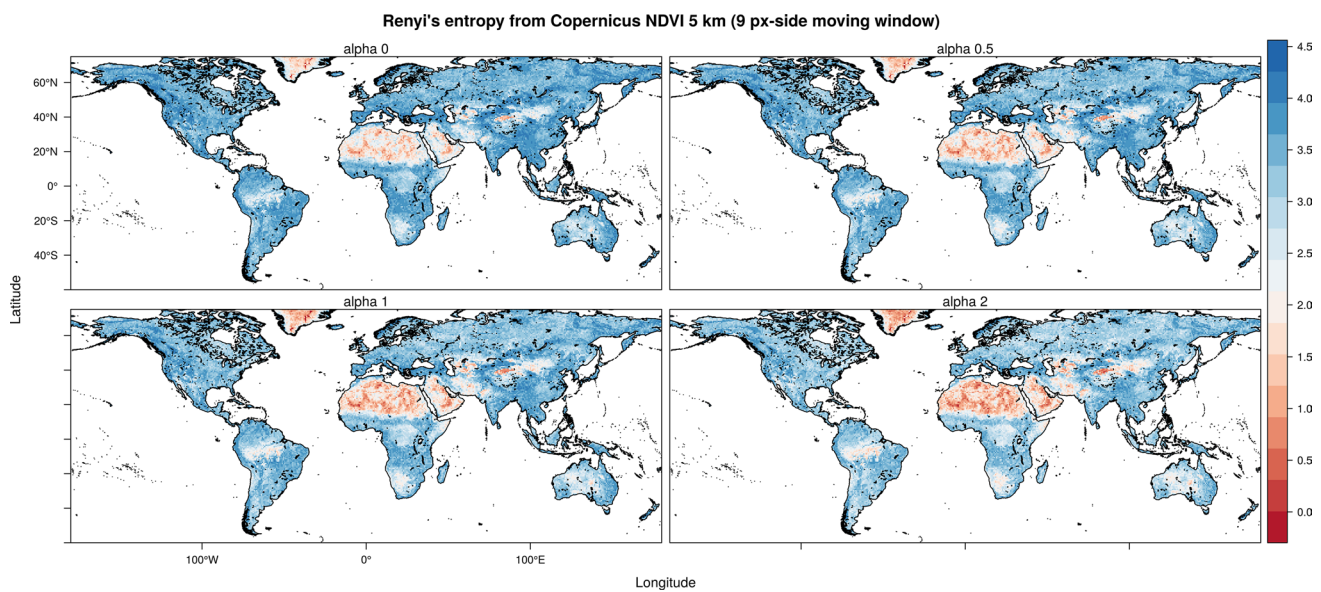 Renyi's entropy from Copernicus NDVI 5 km (9 px-side moving window)
alpha 0
alpha 0.5
60°N
40°N
20°N
0°
20°S
40°S
alpha 1
alpha 2
Latitude
100°W
0°
100°E
Longitude
4.5
4.0
3.5
3.0
2.5
2.0
1.5
1.0
0.5
0.0